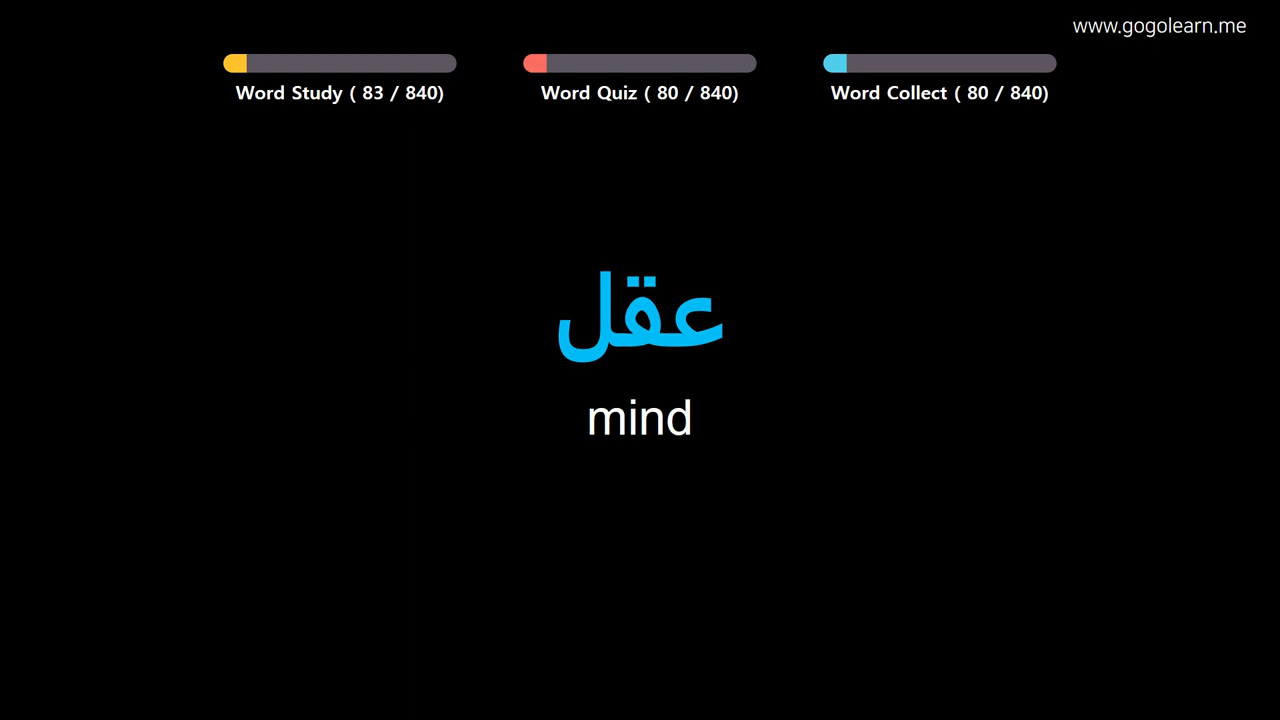 www.gogolearn.me
Word Study ( 83 / 840)
Word Quiz ( 80 / 840)
Word Collect ( 80 / 840)
عقل
mind